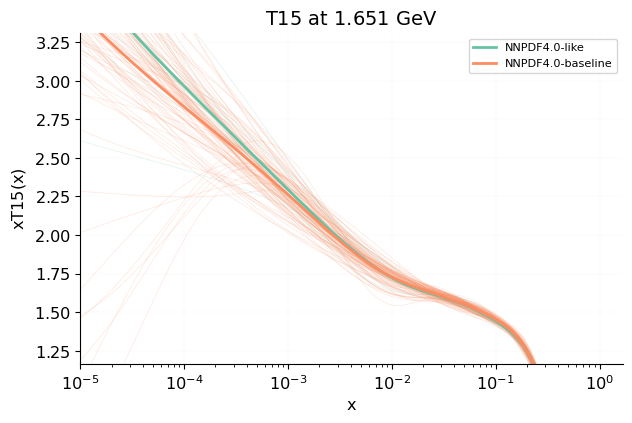 T15 at 1.651 GeV
NNPDF4.0-like
NNPDF4.0-baseline
xT15(x)
3.25
3.00
2.75
2.50
2.25
2.00
1.75
1.50
1.25
10⁻⁵ 10⁻⁴ 10⁻³ 10⁻² 10⁻¹ 10⁰
x